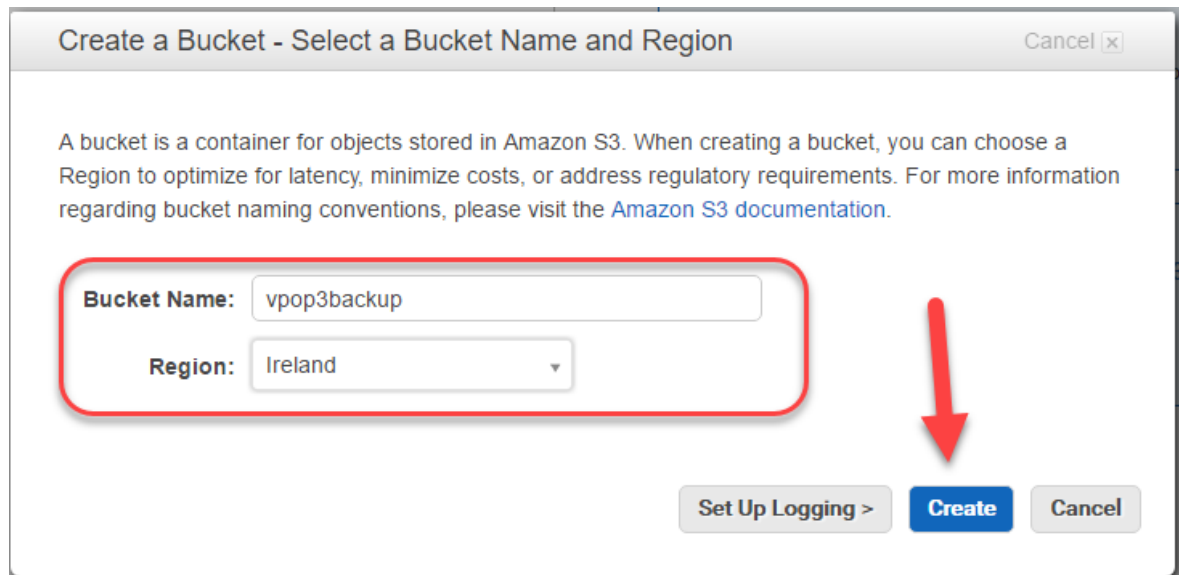 Create a Bucket - Select a Bucket Name and Region Cancel x
A bucket is a container for objects stored in Amazon S3. When creating a bucket, you can choose a
Region to optimize for latency, minimize costs, or address regulatory requirements. For more information
regarding bucket naming conventions, please visit the Amazon S3 documentation.
Bucket Name: vpop3backup
Region: Ireland
Set Up Logging > Create Cancel